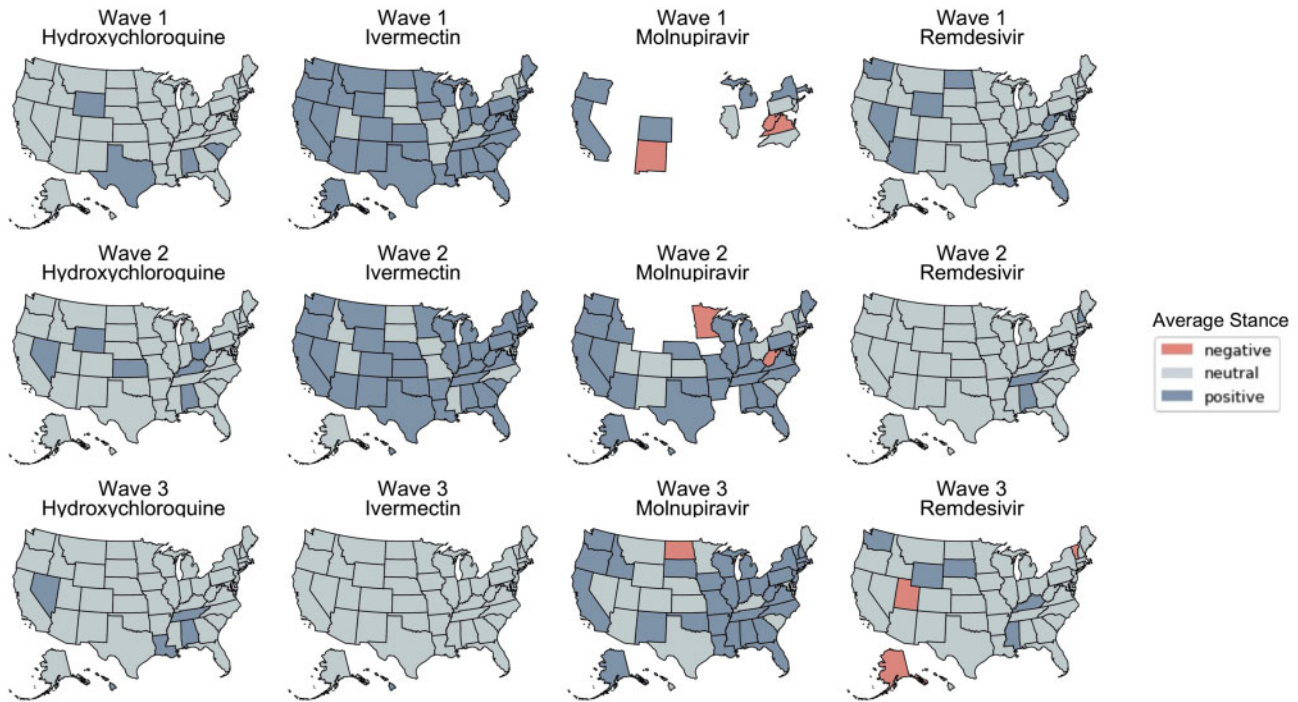 Wave 1
Hydroxychloroquine
Wave 1
Ivermectin
Wave 1
Molnupiravir
Wave 1
Remdesivir
Wave 2
Hydroxychloroquine
Wave 2
Ivermectin
Wave 2
Molnupiravir
Wave 2
Remdesivir
Average Stance
negative
neutral
positive
Wave 3
Hydroxychloroquine
Wave 3
Ivermectin
Wave 3
Molnupiravir
Wave 3
Remdesivir